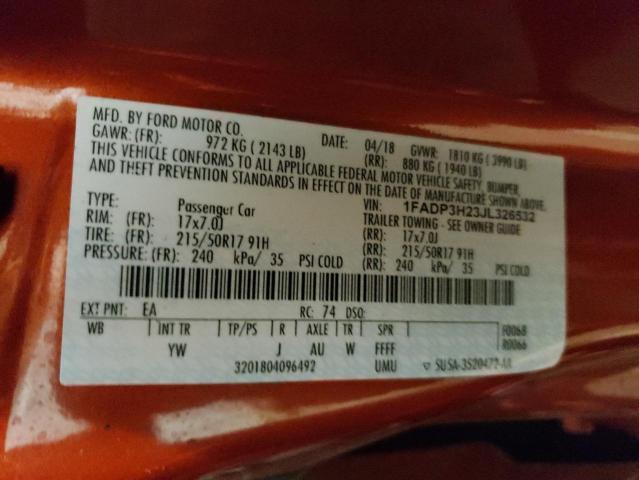 MFD. BY FORD MOTOR CO.
DATE: 04/18 GVWR: 1810 KG ( 3990 LB)
GAWR: (FR): 972 KG ( 2143 LB) (RR): 880 KG ( 1940 LB)
THIS VEHICLE CONFORMS TO ALL APPLICABLE FEDERAL MOTOR VEHICLE SAFETY, BUMPER,
AND THEFT PREVENTION STANDARDS IN EFFECT ON THE DATE OF MANUFACTURE SHOWN ABOVE.
VIN: 1FADP3H23JL326532
TYPE: Passenger Car TRAILER TOWING - SEE OWNER GUIDE
RIM: (FR): 17x7.0J (RR): 17x7.0J
TIRE: (FR): 215/50R17 91H (RR): 215/50R17 91H
PRESSURE: (FR): 240 kPa/ 35 PSI COLD (RR): 240 kPa/ 35 PSI COLD
EXT PNT: EA RC: 74 DSO:
WB INT TR TP/PS R AXLE TR SPR F0068
YW J AU W FFFF R0066
3201804096492 UMU 5U5A-3520472-AA